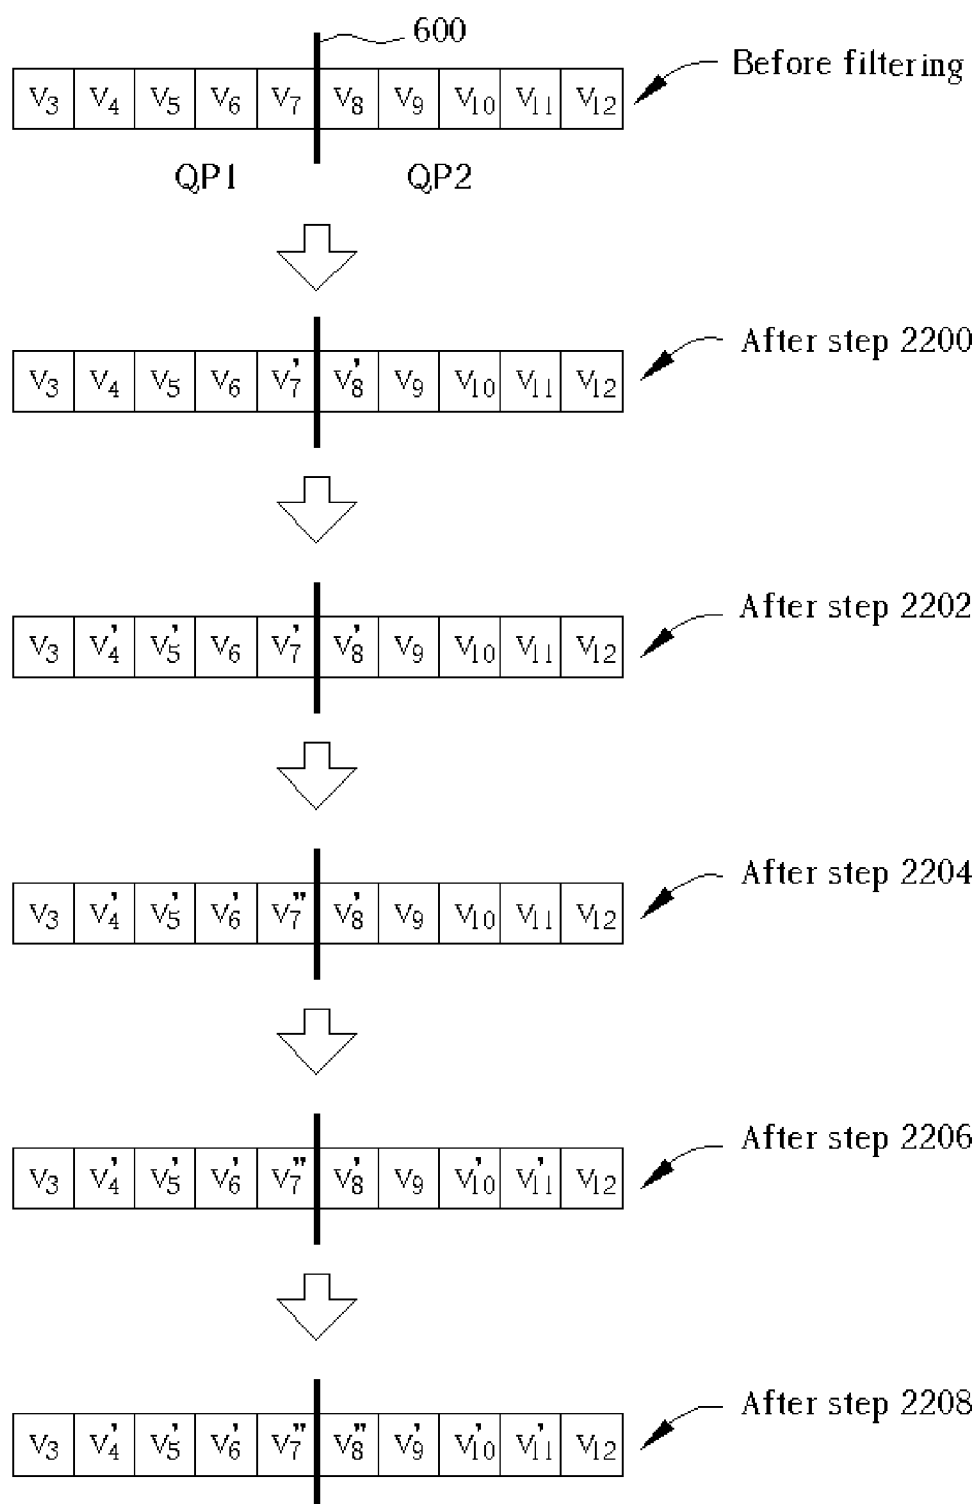 600
Before filtering
V3 V4 V5 V6 V7 V8 V9 V10 V11 V12
QP1 QP2
After step 2200
V3 V4 V5 V6 V7' V8' V9 V10 V11 V12
After step 2202
V3 V4' V5' V6 V7' V8' V9 V10 V11 V12
After step 2204
V3 V4' V5' V6' V7" V8' V9 V10 V11 V12
After step 2206
V3 V4' V5' V6' V7" V8' V9 V10' V11' V12
After step 2208
V3 V4' V5' V6' V7" V8" V9' V10' V11' V12